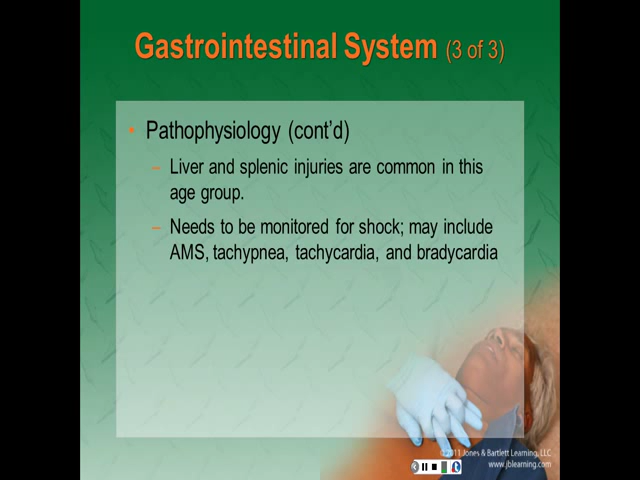 Gastrointestinal System (3 of 3)
• Pathophysiology (cont’d)
– Liver and splenic injuries are common in this
age group.
– Needs to be monitored for shock; may include
AMS, tachypnea, tachycardia, and bradycardia
© 2011 Jones & Bartlett Learning, LLC
www.jblearning.com